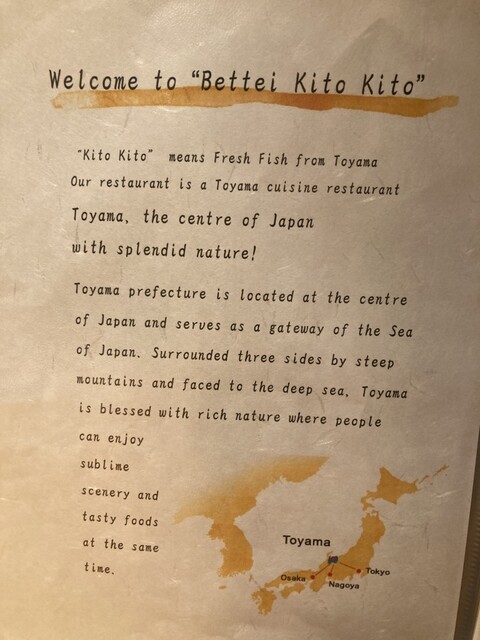 Welcome to “Bettei Kito Kito”
“Kito Kito” means Fresh Fish from Toyama
Our restaurant is a Toyama cuisine restaurant
Toyama, the centre of Japan
with splendid nature!
Toyama prefecture is located at the centre
of Japan and serves as a gateway of the Sea
of Japan. Surrounded three sides by steep
mountains and faced to the deep sea, Toyama
is blessed with rich nature where people
can enjoy
sublime
scenery and
tasty foods
at the same
time.
Toyama
Osaka
Nagoya
Tokyo